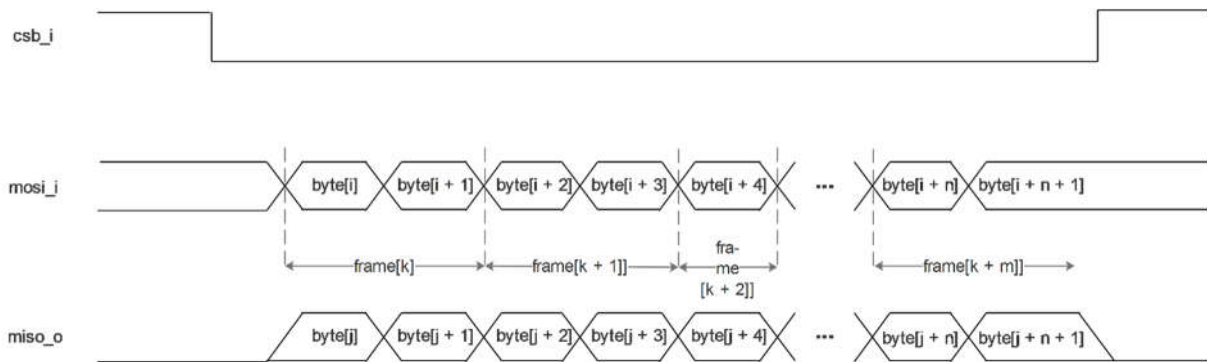 csb_i
mosi_i
byte[i] byte[i + 1] byte[i + 2] byte[i + 3] byte[i + 4] ... byte[i + n] byte[i + n + 1]
frame[k] frame[k + 1]] fra-
me
[k + 2]] frame[k + m]]
miso_o
byte[j] byte[j + 1] byte[j + 2] byte[j + 3] byte[j + 4] ... byte[j + n] byte[j + n + 1]